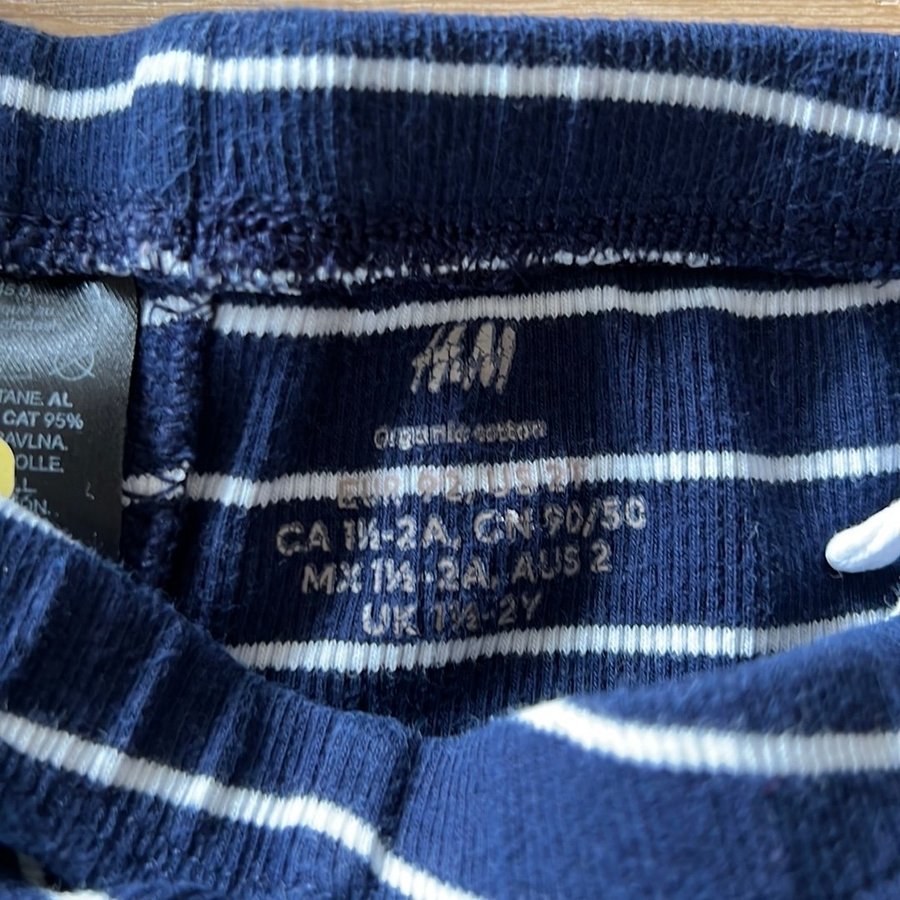 H&M
organic cotton
EUR 92, US 2T
CA 1½-2A, CN 90/50
MX 1½-2A, AUS 2
UK 1½-2Y
TANE. AL
CAT 95%
AVLNA.
OLLE.